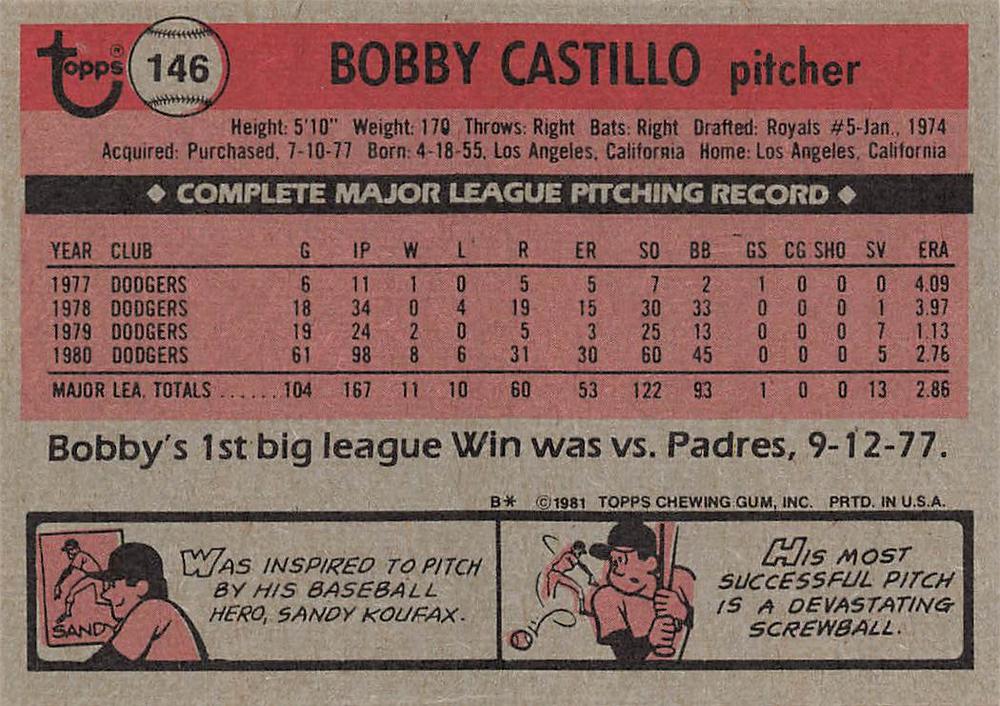 Topps® 146 BOBBY CASTILLO pitcher
Height: 5'10" Weight: 170 Throws: Right Bats: Right Drafted: Royals #5-Jan., 1974
Acquired: Purchased, 7-10-77 Born: 4-18-55, Los Angeles, California Home: Los Angeles, California
◆ COMPLETE MAJOR LEAGUE PITCHING RECORD ◆
YEAR CLUB G IP W L R ER SO BB GS CG SHO SV ERA
1977 DODGERS 6 11 1 0 5 5 7 2 1 0 0 0 4.09
1978 DODGERS 18 34 0 4 19 15 30 33 0 0 0 1 3.97
1979 DODGERS 19 24 2 0 5 3 25 13 0 0 0 7 1.13
1980 DODGERS 61 98 8 6 31 30 60 45 0 0 0 5 2.76
MAJOR LEA. TOTALS ...... 104 167 11 10 60 53 122 93 1 0 0 13 2.86
Bobby's 1st big league Win was vs. Padres, 9-12-77.
B* ©1981 TOPPS CHEWING GUM, INC. PRTD. IN U.S.A.
WAS INSPIRED TO PITCH
BY HIS BASEBALL
HERO, SANDY KOUFAX.
SANDY
HIS MOST
SUCCESSFUL PITCH
IS A DEVASTATING
SCREWBALL.